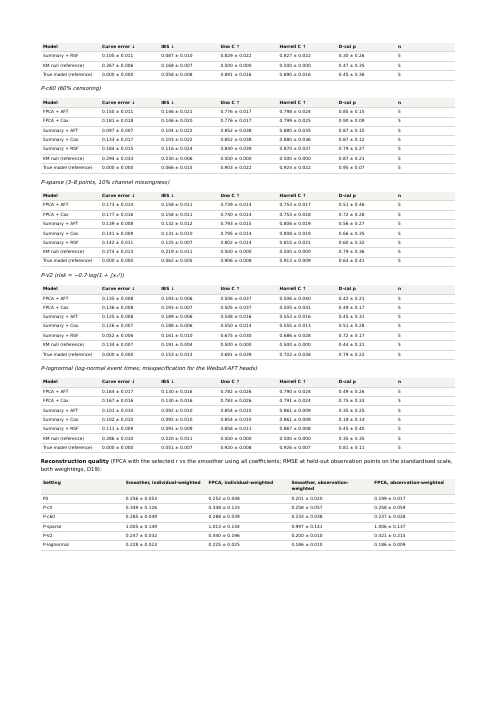 Model Curve error ↓ IBS ↓ Uno C ↑ Harrell C ↑ D-cal p n
Summary + RSF 0.105 ± 0.011 0.087 ± 0.010 0.829 ± 0.022 0.827 ± 0.022 0.30 ± 0.26 5
KM null (reference) 0.267 ± 0.006 0.168 ± 0.007 0.500 ± 0.000 0.500 ± 0.000 0.47 ± 0.35 5
True model (reference) 0.000 ± 0.000 0.058 ± 0.008 0.891 ± 0.016 0.890 ± 0.016 0.45 ± 0.36 5
P-c60 (60% censoring)
Model Curve error ↓ IBS ↓ Uno C ↑ Harrell C ↑ D-cal p n
FPCA + AFT 0.150 ± 0.011 0.146 ± 0.021 0.776 ± 0.017 0.798 ± 0.024 0.85 ± 0.15 5
FPCA + Cox 0.181 ± 0.018 0.146 ± 0.020 0.776 ± 0.017 0.799 ± 0.025 0.90 ± 0.09 5
Summary + AFT 0.097 ± 0.007 0.104 ± 0.022 0.852 ± 0.038 0.880 ± 0.035 0.87 ± 0.10 5
Summary + Cox 0.133 ± 0.017 0.103 ± 0.022 0.852 ± 0.038 0.880 ± 0.036 0.87 ± 0.12 5
Summary + RSF 0.184 ± 0.015 0.116 ± 0.024 0.840 ± 0.039 0.870 ± 0.037 0.79 ± 0.27 5
KM null (reference) 0.294 ± 0.033 0.230 ± 0.006 0.500 ± 0.000 0.500 ± 0.000 0.87 ± 0.21 5
True model (reference) 0.000 ± 0.000 0.066 ± 0.015 0.903 ± 0.022 0.924 ± 0.022 0.95 ± 0.07 5
P-sparse (3–8 points, 10% channel missingness)
Model Curve error ↓ IBS ↓ Uno C ↑ Harrell C ↑ D-cal p n
FPCA + AFT 0.173 ± 0.014 0.158 ± 0.011 0.739 ± 0.014 0.753 ± 0.017 0.51 ± 0.46 5
FPCA + Cox 0.177 ± 0.016 0.158 ± 0.011 0.740 ± 0.014 0.753 ± 0.018 0.72 ± 0.28 5
Summary + AFT 0.139 ± 0.008 0.132 ± 0.012 0.793 ± 0.015 0.806 ± 0.019 0.56 ± 0.27 5
Summary + Cox 0.141 ± 0.009 0.131 ± 0.010 0.795 ± 0.014 0.808 ± 0.019 0.66 ± 0.35 5
Summary + RSF 0.142 ± 0.011 0.125 ± 0.007 0.802 ± 0.014 0.815 ± 0.021 0.60 ± 0.32 5
KM null (reference) 0.274 ± 0.013 0.219 ± 0.011 0.500 ± 0.000 0.500 ± 0.000 0.79 ± 0.36 5
True model (reference) 0.000 ± 0.000 0.062 ± 0.005 0.906 ± 0.008 0.913 ± 0.009 0.63 ± 0.41 5
Model Curve error ↓ IBS ↓ Uno C ↑ Harrell C ↑ D-cal p n
FPCA + AFT 0.135 ± 0.008 0.193 ± 0.006 0.506 ± 0.037 0.506 ± 0.040 0.42 ± 0.21 5
FPCA + Cox 0.136 ± 0.008 0.193 ± 0.007 0.505 ± 0.037 0.505 ± 0.041 0.49 ± 0.17 5
Summary + AFT 0.125 ± 0.008 0.189 ± 0.006 0.548 ± 0.016 0.553 ± 0.016 0.45 ± 0.31 5
Summary + Cox 0.126 ± 0.007 0.188 ± 0.006 0.550 ± 0.014 0.555 ± 0.013 0.51 ± 0.28 5
Summary + RSF 0.052 ± 0.006 0.161 ± 0.010 0.675 ± 0.030 0.686 ± 0.028 0.72 ± 0.17 5
KM null (reference) 0.134 ± 0.007 0.191 ± 0.004 0.500 ± 0.000 0.500 ± 0.000 0.44 ± 0.31 5
True model (reference) 0.000 ± 0.000 0.153 ± 0.013 0.691 ± 0.039 0.702 ± 0.038 0.79 ± 0.22 5
P-lognormal (log-normal event times; misspecification for the Weibull AFT heads)
Model Curve error ↓ IBS ↓ Uno C ↑ Harrell C ↑ D-cal p n
FPCA + AFT 0.164 ± 0.017 0.130 ± 0.016 0.782 ± 0.026 0.790 ± 0.024 0.49 ± 0.26 5
FPCA + Cox 0.167 ± 0.016 0.130 ± 0.016 0.783 ± 0.026 0.791 ± 0.024 0.75 ± 0.33 5
Summary + AFT 0.101 ± 0.010 0.092 ± 0.010 0.854 ± 0.010 0.861 ± 0.009 0.35 ± 0.25 5
Summary + Cox 0.102 ± 0.014 0.092 ± 0.010 0.854 ± 0.010 0.861 ± 0.009 0.19 ± 0.14 5
Summary + RSF 0.111 ± 0.009 0.091 ± 0.009 0.858 ± 0.011 0.867 ± 0.008 0.45 ± 0.40 5
KM null (reference) 0.286 ± 0.010 0.220 ± 0.011 0.500 ± 0.000 0.500 ± 0.000 0.35 ± 0.35 5
True model (reference) 0.000 ± 0.000 0.051 ± 0.007 0.920 ± 0.008 0.926 ± 0.007 0.81 ± 0.11 5
Reconstruction quality (FPCA with the selected r vs the smoother using all coefficients; RMSE at held-out observation points on the standardised scale,
both weightings, D19):
Setting Smoother, individual-weighted FPCA, individual-weighted Smoother, observation-weighted FPCA, observation-weighted
P0 0.256 ± 0.053 0.252 ± 0.048 0.201 ± 0.020 0.199 ± 0.017
P-c0 0.349 ± 0.126 0.348 ± 0.133 0.258 ± 0.057 0.258 ± 0.059
P-c60 0.285 ± 0.049 0.288 ± 0.039 0.233 ± 0.038 0.237 ± 0.028
P-sparse 1.005 ± 0.149 1.013 ± 0.144 0.997 ± 0.141 1.006 ± 0.137
P-V2 0.247 ± 0.032 0.440 ± 0.196 0.200 ± 0.010 0.421 ± 0.215
P-lognormal 0.228 ± 0.023 0.225 ± 0.025 0.186 ± 0.010 0.186 ± 0.009